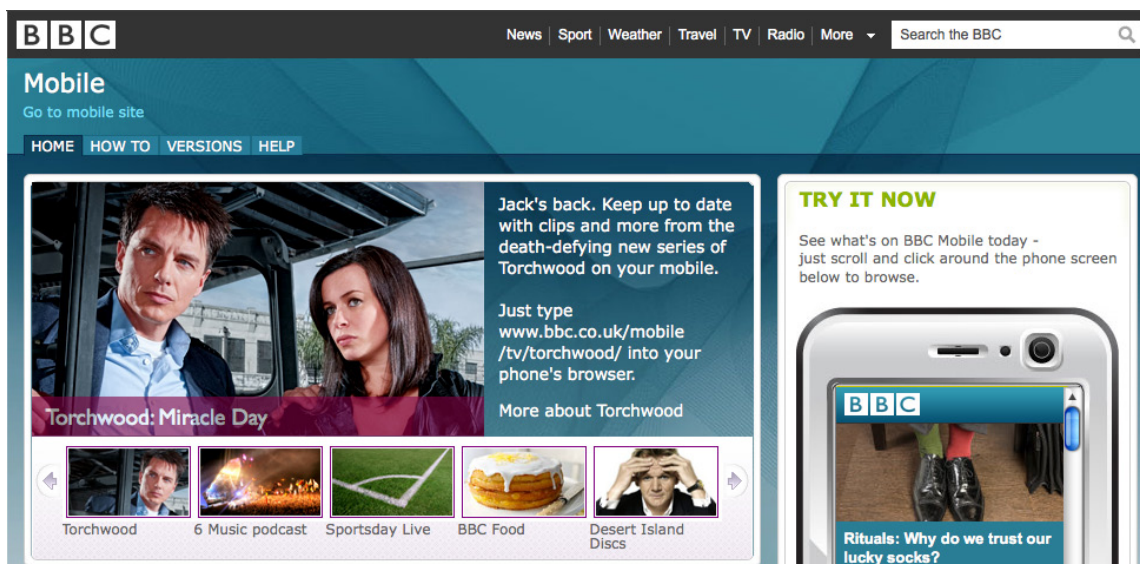 BBC
News
Sport
Weather
Travel
TV
Radio
More
Search the BBC
Mobile
Go to mobile site
HOME
HOW TO
VERSIONS
HELP
Jack's back. Keep up to date
with clips and more from the
death-defying new series of
Torchwood on your mobile.
Just type
www.bbc.co.uk/mobile
/tv/torchwood/ into your
phone's browser.
More about Torchwood
Torchwood: Miracle Day
Torchwood
6 Music podcast
Sportsday Live
BBC Food
Desert Island
Discs
TRY IT NOW
See what's on BBC Mobile today -
just scroll and click around the phone screen
below to browse.
BBC
Rituals: Why do we trust our
lucky socks?